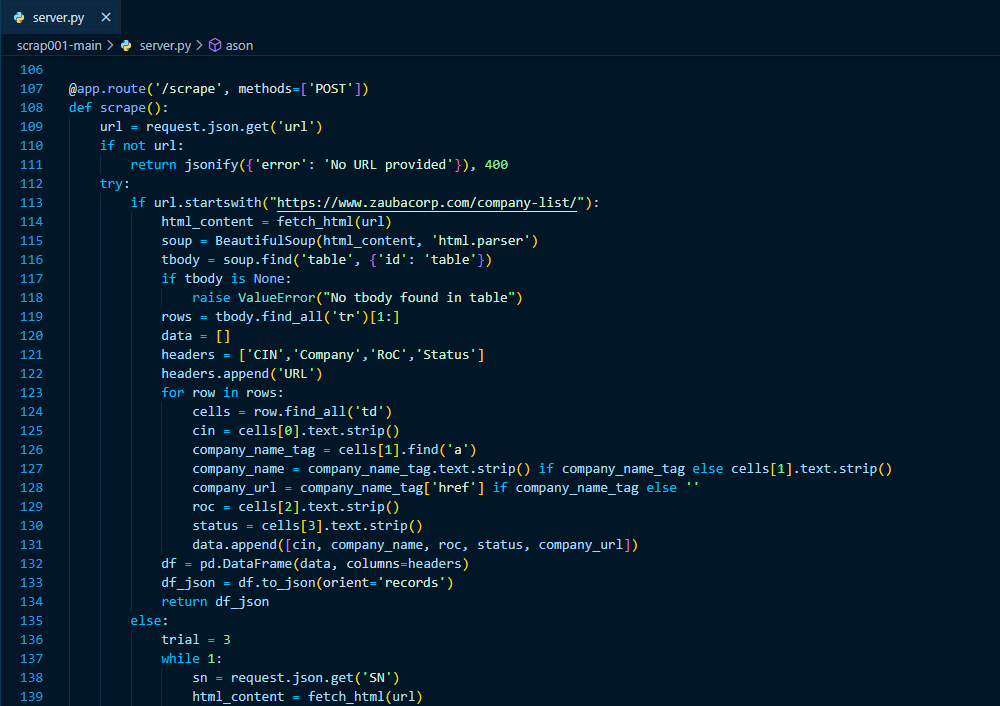 server.py
scrap001-main > server.py > ason
106
107 @app.route('/scrape', methods=['POST'])
108 def scrape():
109     url = request.json.get('url')
110     if not url:
111         return jsonify({'error': 'No URL provided'}), 400
112     try:
113         if url.startswith("https://www.zaubacorp.com/company-list/"):
114             html_content = fetch_html(url)
115             soup = BeautifulSoup(html_content, 'html.parser')
116             tbody = soup.find('table', {'id': 'table'})
117             if tbody is None:
118                 raise ValueError("No tbody found in table")
119             rows = tbody.find_all('tr')[1:]
120             data = []
121             headers = ['CIN','Company','RoC','Status']
122             headers.append('URL')
123             for row in rows:
124                 cells = row.find_all('td')
125                 cin = cells[0].text.strip()
126                 company_name_tag = cells[1].find('a')
127                 company_name = company_name_tag.text.strip() if company_name_tag else cells[1].text.strip()
128                 company_url = company_name_tag['href'] if company_name_tag else ''
129                 roc = cells[2].text.strip()
130                 status = cells[3].text.strip()
131                 data.append([cin, company_name, roc, status, company_url])
132             df = pd.DataFrame(data, columns=headers)
133             df_json = df.to_json(orient='records')
134             return df_json
135         else:
136             trial = 3
137             while 1:
138                 sn = request.json.get('SN')
139                 html_content = fetch_html(url)